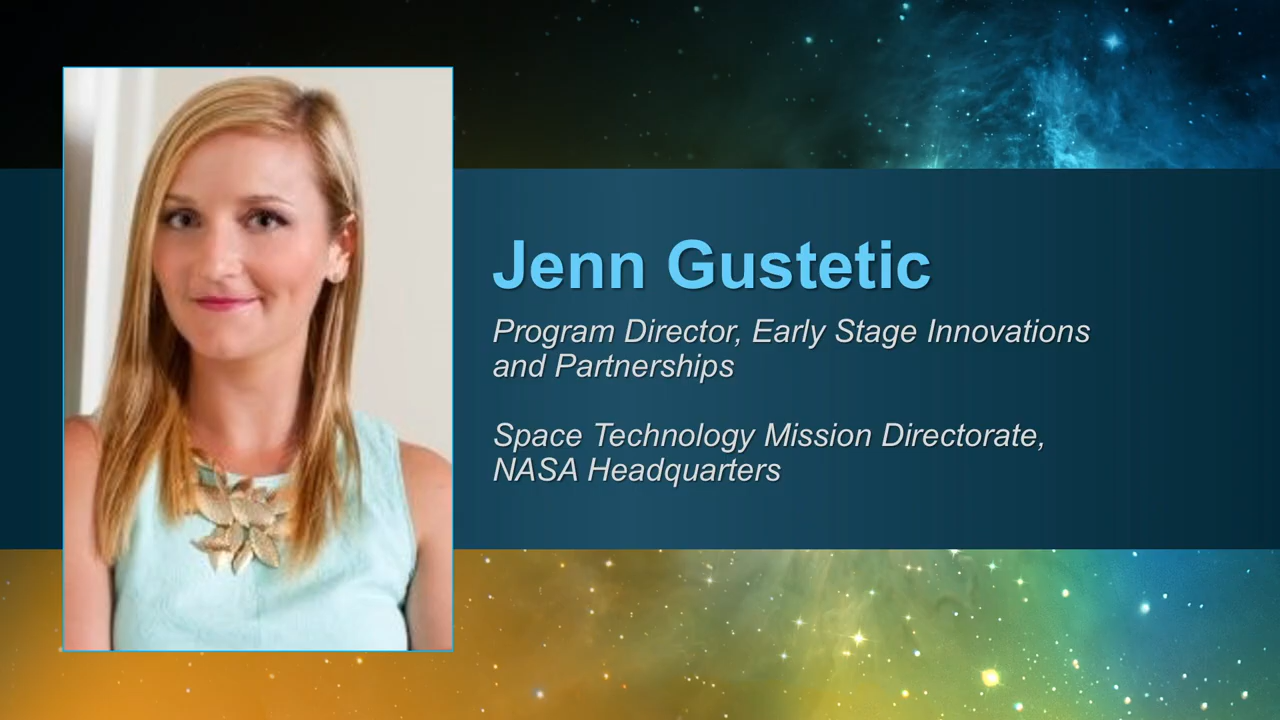 Jenn Gustetic
Program Director, Early Stage Innovations
and Partnerships
Space Technology Mission Directorate,
NASA Headquarters